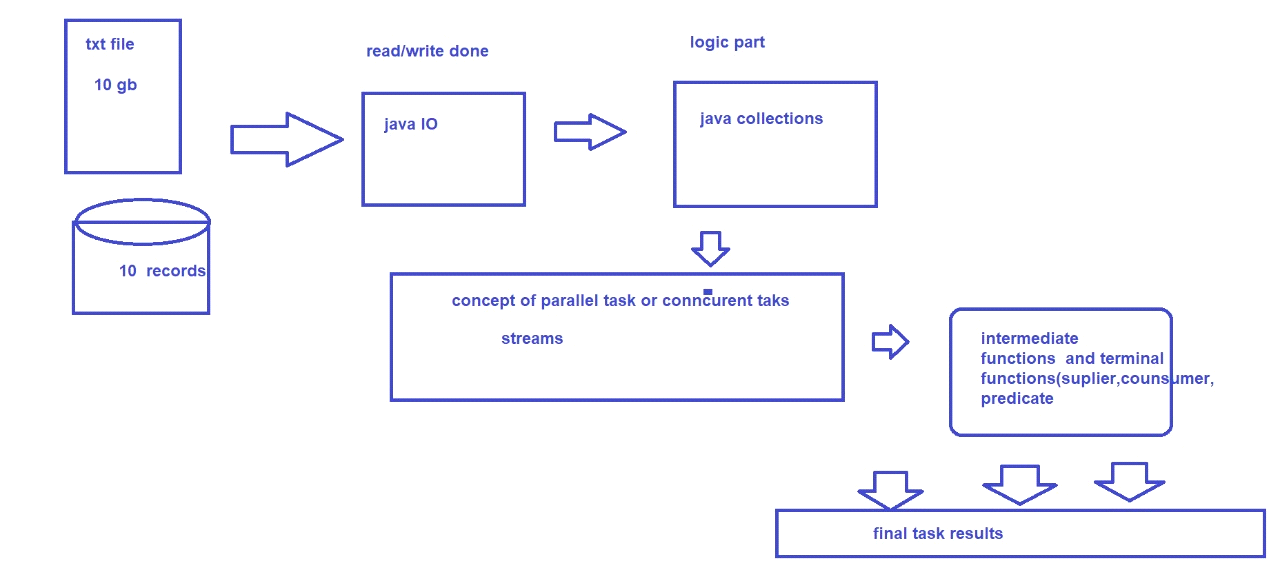 txt file
10 gb
read/write done
java IO
logic part
java collections
10 records
concept of parallel task or conncurent taks
streams
intermediate
functions and terminal
functions(suplier,counsumer,
predicate
final task results